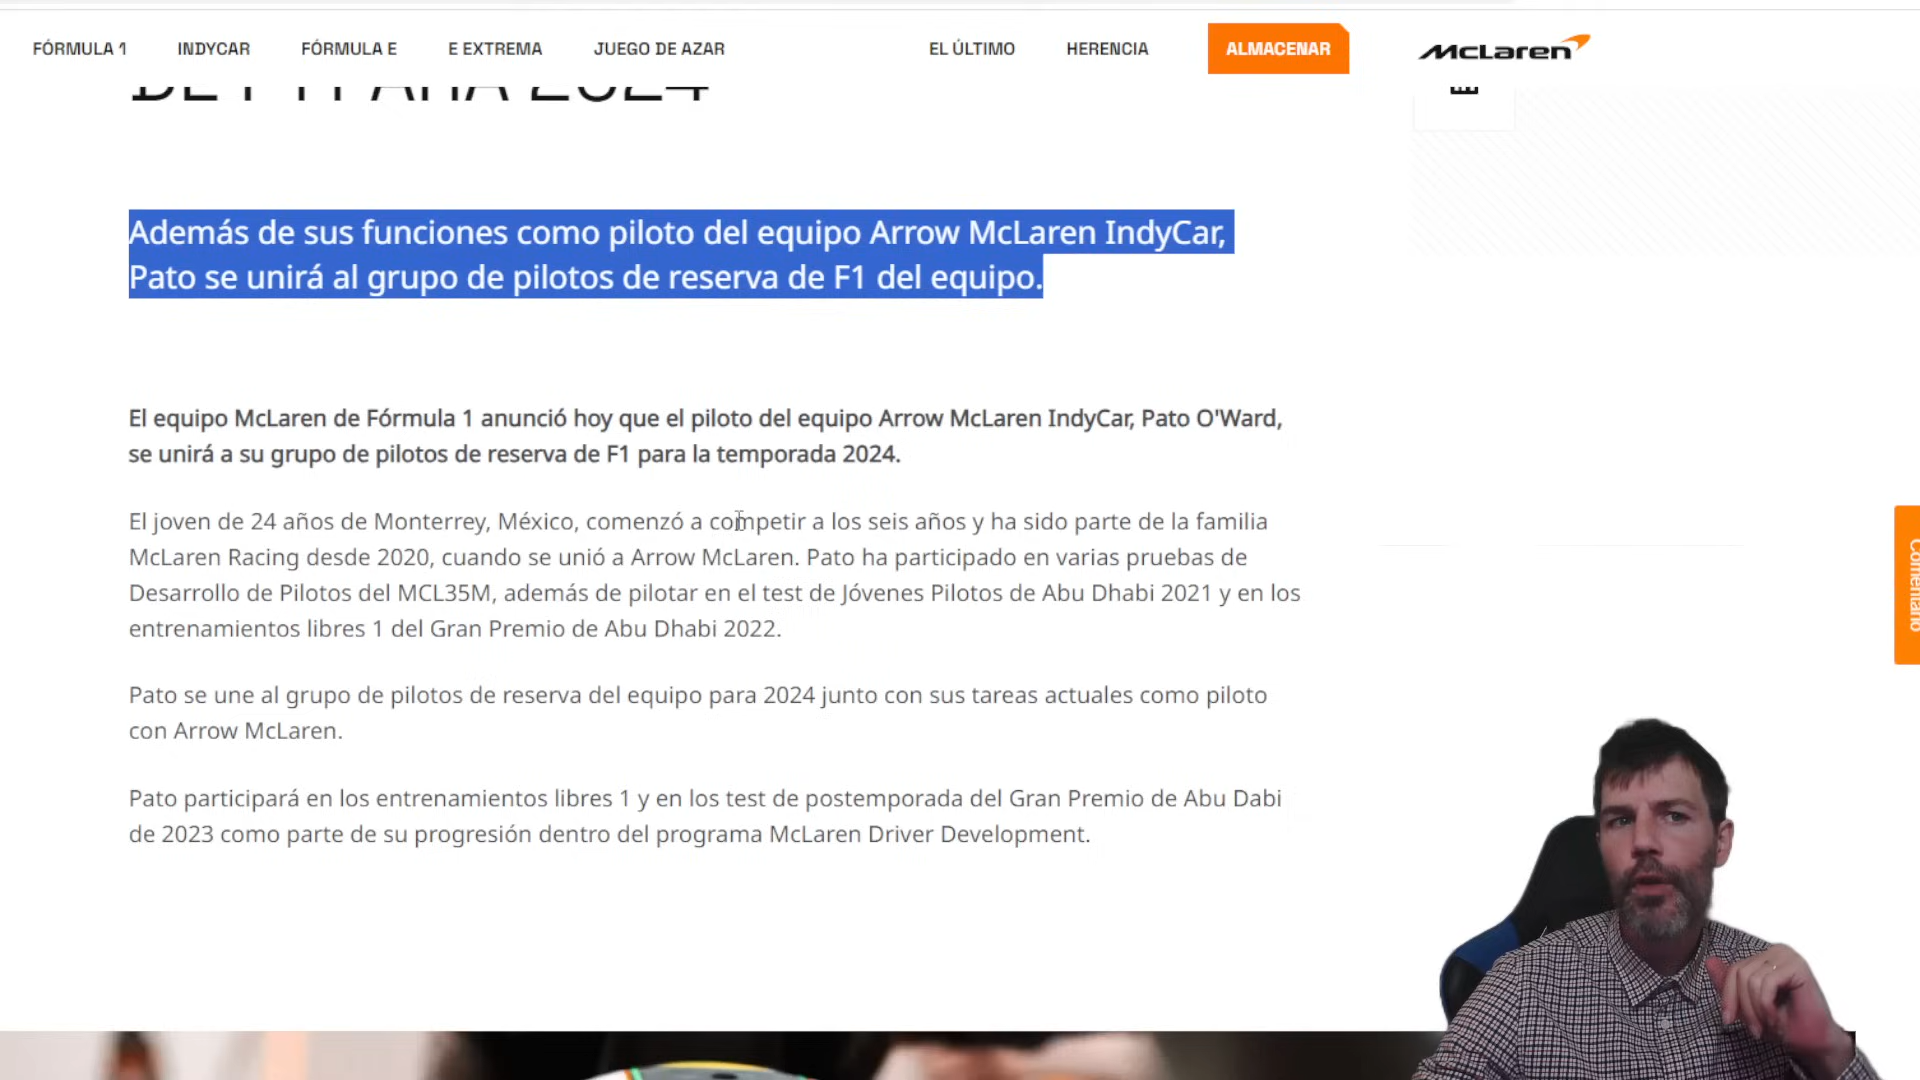 FÓRMULA 1 INDYCAR FÓRMULA E E EXTREMA JUEGO DE AZAR EL ÚLTIMO HERENCIA ALMACENAR McLaren
2024
Además de sus funciones como piloto del equipo Arrow McLaren IndyCar,
Pato se unirá al grupo de pilotos de reserva de F1 del equipo.
El equipo McLaren de Fórmula 1 anunció hoy que el piloto del equipo Arrow McLaren IndyCar, Pato O'Ward,
se unirá a su grupo de pilotos de reserva de F1 para la temporada 2024.
El joven de 24 años de Monterrey, México, comenzó a competir a los seis años y ha sido parte de la familia
McLaren Racing desde 2020, cuando se unió a Arrow McLaren. Pato ha participado en varias pruebas de
Desarrollo de Pilotos del MCL35M, además de pilotar en el test de Jóvenes Pilotos de Abu Dhabi 2021 y en los
entrenamientos libres 1 del Gran Premio de Abu Dhabi 2022.
Pato se une al grupo de pilotos de reserva del equipo para 2024 junto con sus tareas actuales como piloto
con Arrow McLaren.
Pato participará en los entrenamientos libres 1 y en los test de postemporada del Gran Premio de Abu Dabi
de 2023 como parte de su progresión dentro del programa McLaren Driver Development.
Comentario